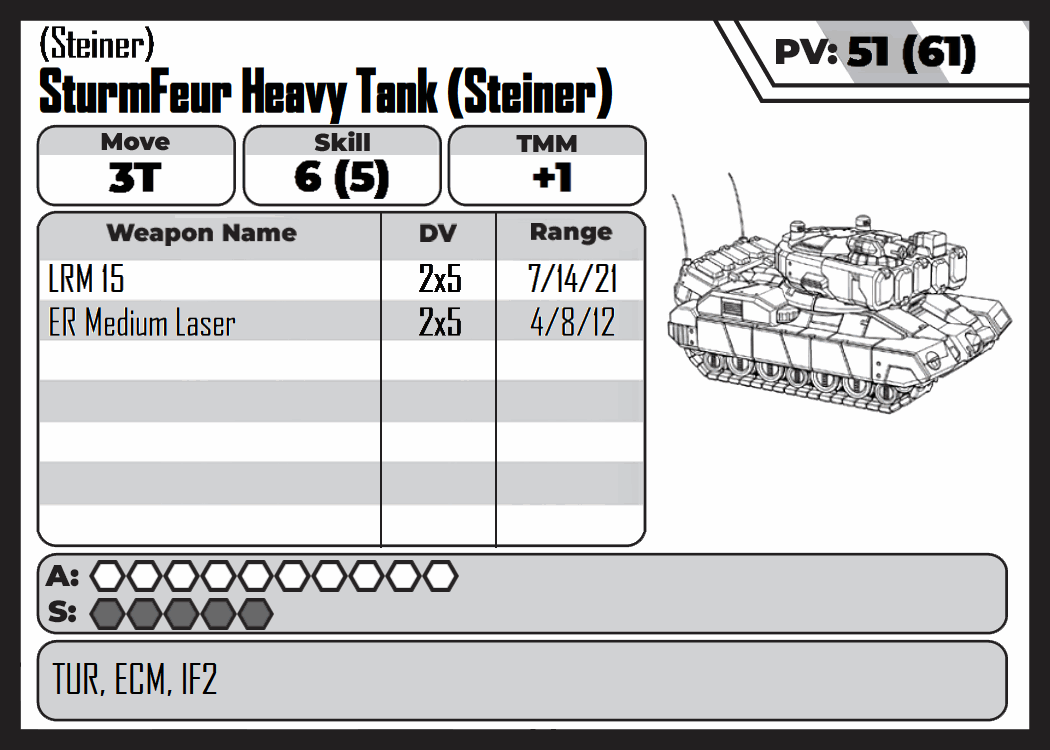 (Steiner)
SturmFeur Heavy Tank (Steiner)
PV: 51 (61)
Move Skill TMM
3T 6 (5) +1
Weapon Name DV Range
LRM 15 2x5 7/14/21
ER Medium Laser 2x5 4/8/12
A:
S:
TUR, ECM, IF2